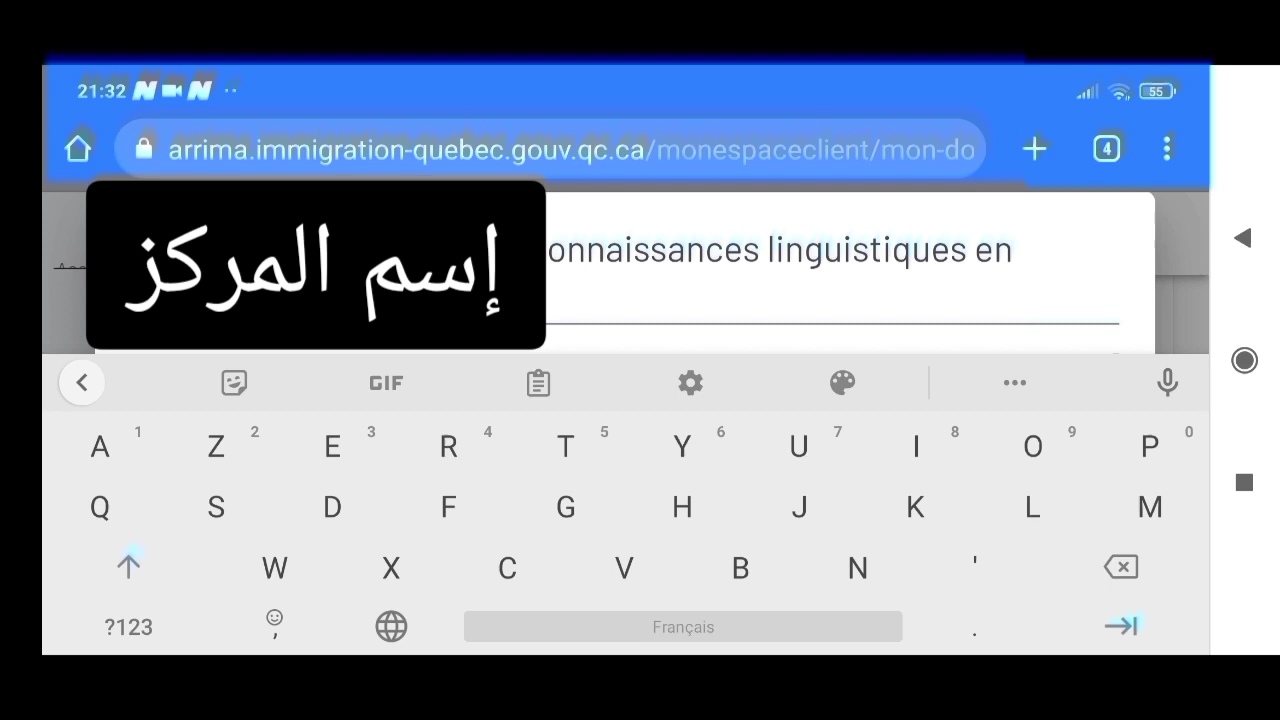 21:32
55
arrima.immigration-quebec.gouv.qc.ca/monespaceclient/mon-do
4
إسم المركز
onnaissances linguistiques en
GIF
A 1 Z 2 E 3 R 4 T 5 Y 6 U 7 I 8 O 9 P 0
Q S D F G H J K L M
W X C V B N '
?123 , Français .